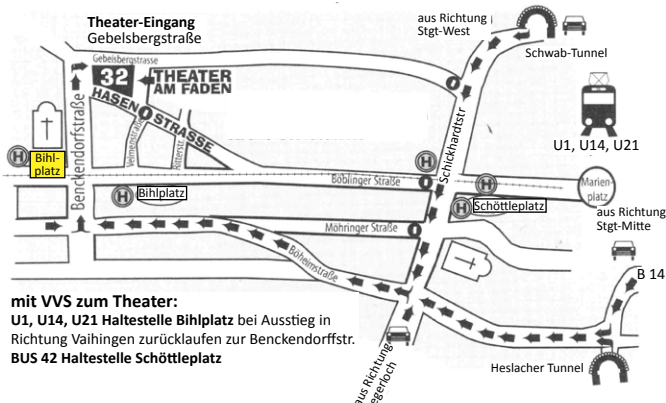 Theater-Eingang
Gebelsbergstraße
aus Richtung
Stgt-West
Schwab-Tunnel
Gebelsbergstrasse
32
THEATER
AM FADEN
HASENSTRASSE
Benckendorfstraße
Ritterstr.
Schickhardtstr
U1, U14, U21
H
Bihl-
platz
H
Bihlplatz
Böblinger Straße
H
H
H
Schöttleplatz
Marien-
platz
aus Richtung
Stgt-Mitte
Möhringer Straße
Böheimstraße
B 14
mit VVS zum Theater:
U1, U14, U21 Haltestelle Bihlplatz bei Ausstieg in
Richtung Vaihingen zurücklaufen zur Benckendorffstr.
BUS 42 Haltestelle Schöttleplatz
aus Richtung
Heslacher Tunnel